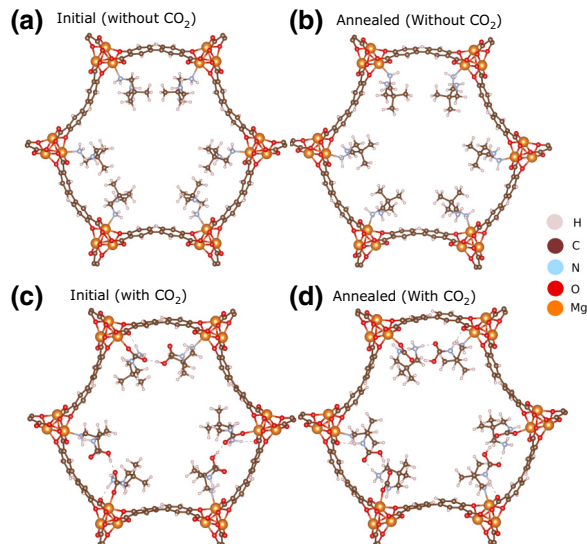 (a) Initial (without CO₂)
(b) Annealed (Without CO₂)
H
C
N
O
Mg
(c) Initial (with CO₂)
(d) Annealed (With CO₂)